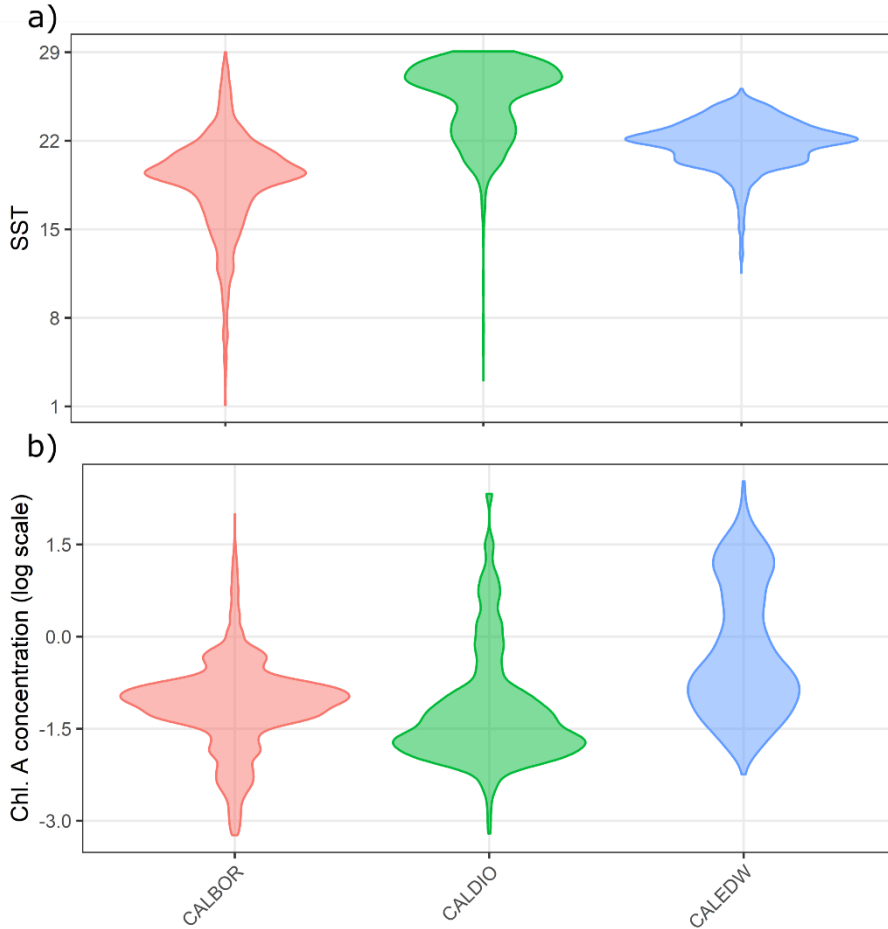 a)
29
22
15
8
1
SST
b)
1.5
0.0
-1.5
-3.0
Chl. A concentration (log scale)
CALBOR
CALDIO
CALEDW